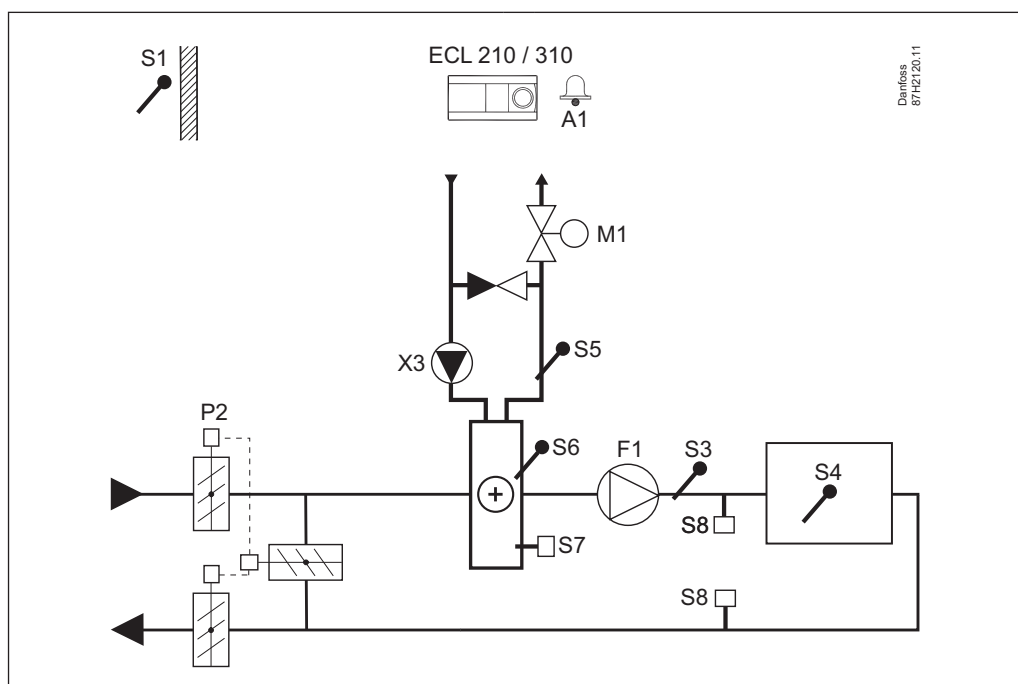 S1
ECL 210 / 310
A1
Danfoss
87H2120.11
M1
X3
S5
P2
S6
F1
S3
S4
S8
S7
S8